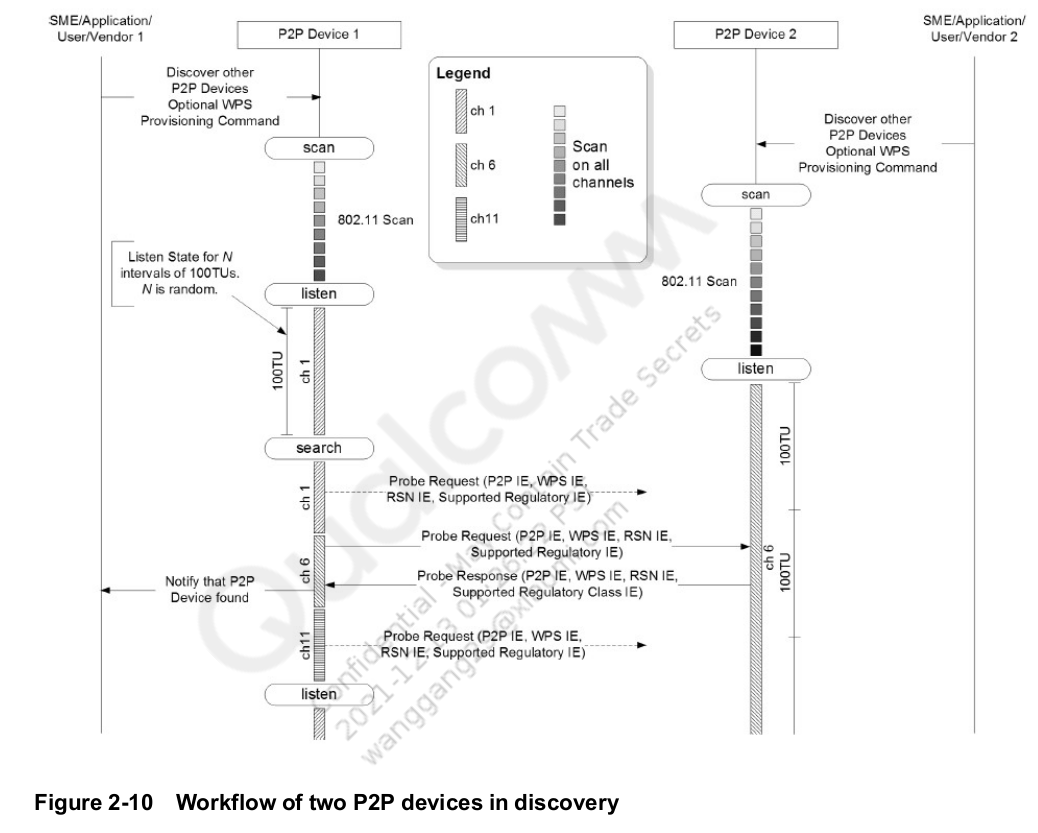 SME/Application/
User/Vendor 1
P2P Device 1
P2P Device 2
SME/Application/
User/Vendor 2
Discover other
P2P Devices
Optional WPS
Provisioning Command
Legend
ch 1
ch 6
ch11
Scan
on all
channels
Discover other
P2P Devices
Optional WPS
Provisioning Command
scan
scan
802.11 Scan
802.11 Scan
Listen State for N
intervals of 100TUs.
N is random.
listen
listen
100TU
ch 1
100TU
search
ch 1
Probe Request (P2P IE, WPS IE,
RSN IE, Supported Regulatory IE)
ch 6
Probe Request (P2P IE, WPS IE, RSN IE,
Supported Regulatory IE)
ch 6
100TU
Probe Response (P2P IE, WPS IE, RSN IE,
Supported Regulatory Class IE)
Notify that P2P
Device found
ch11
Probe Request (P2P IE, WPS IE,
RSN IE, Supported Regulatory IE)
listen
Qualcomm
Confidential - May Contain Trade Secrets
2021-12-13
Figure 2-10 Workflow of two P2P devices in discovery